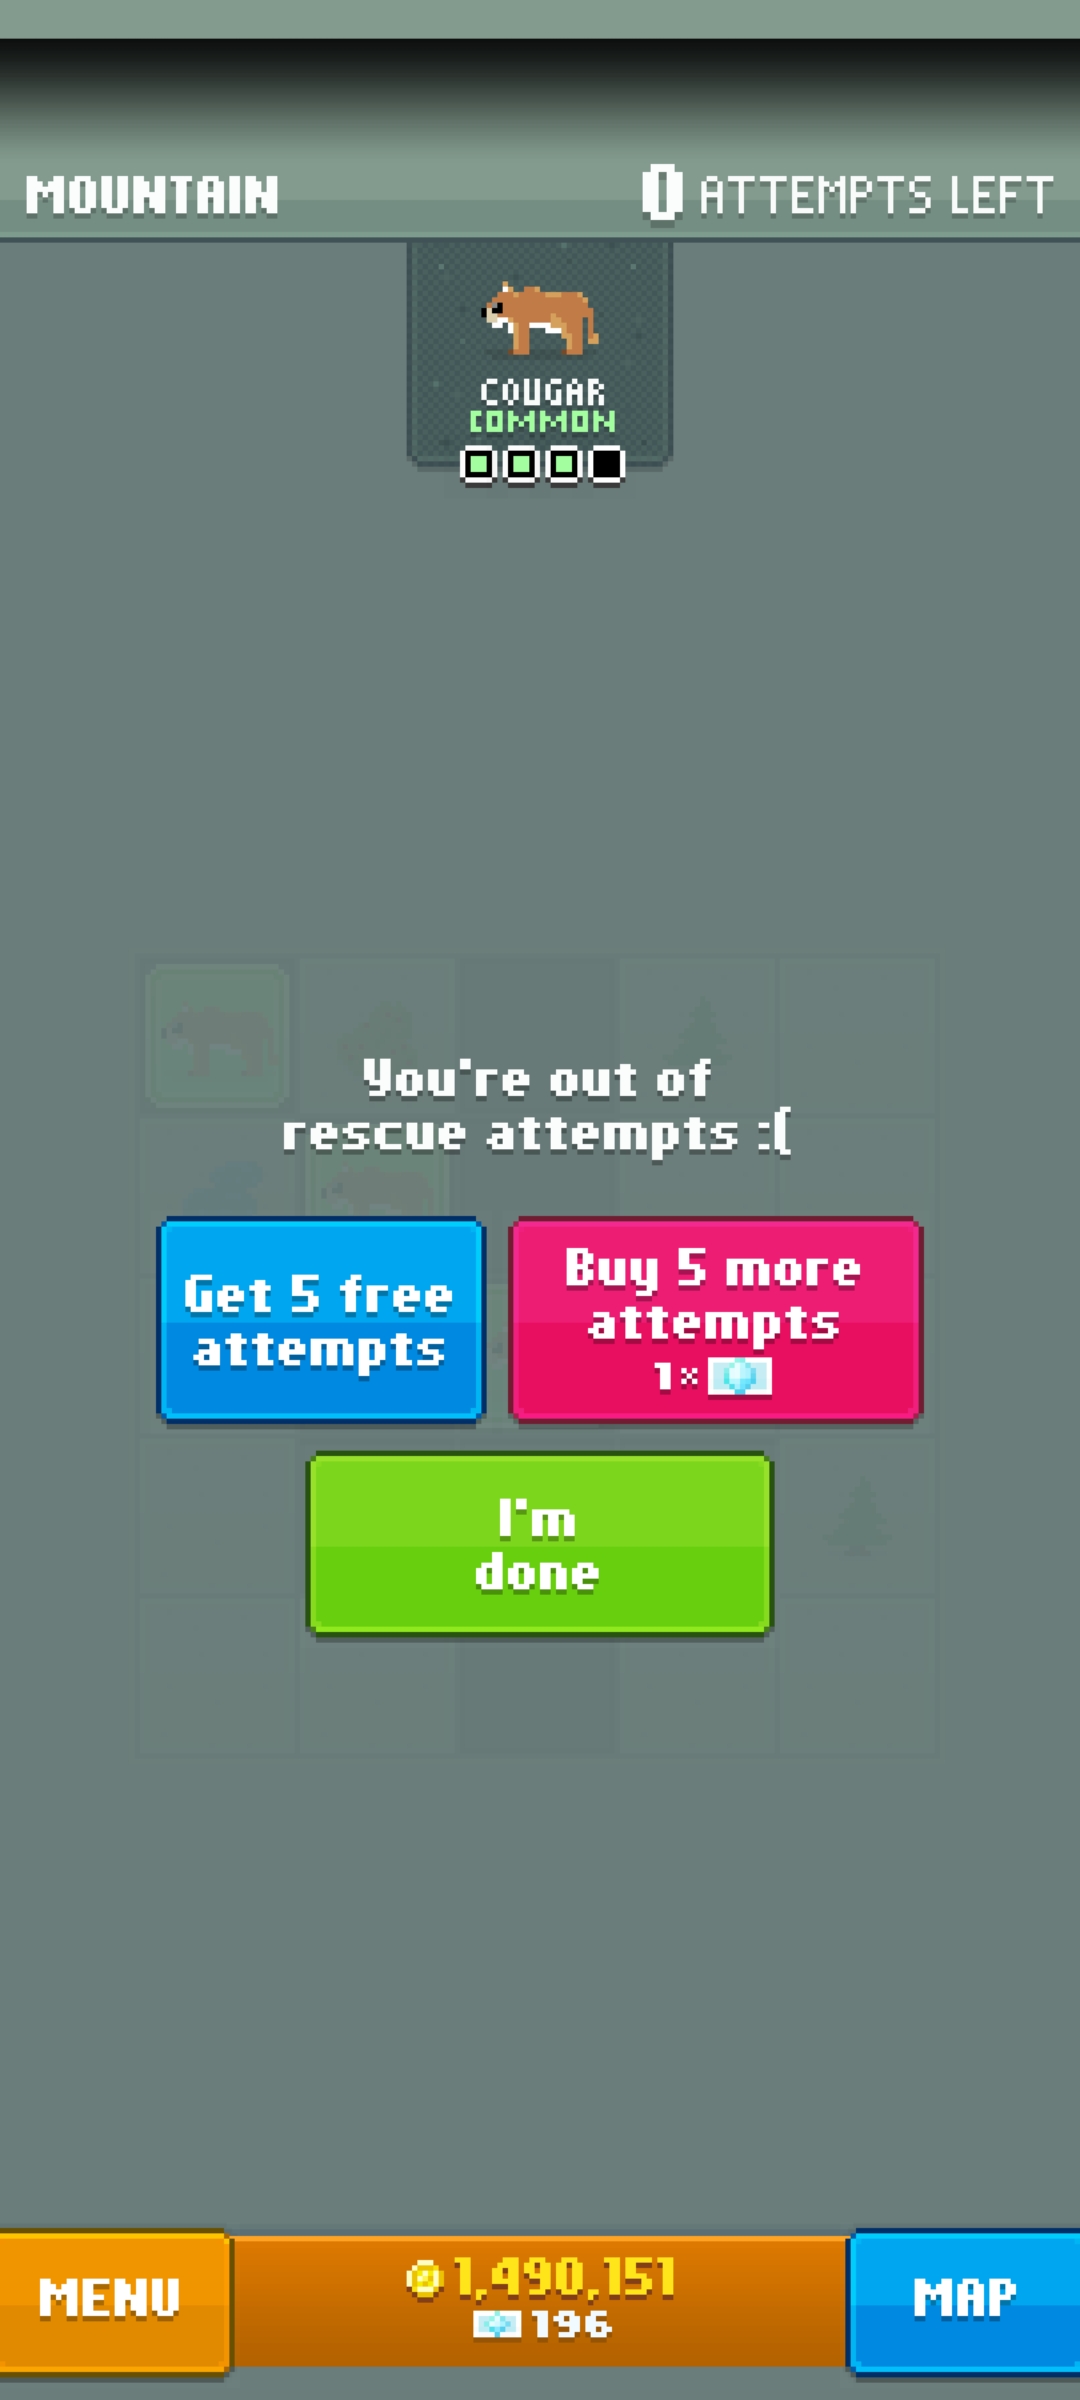 MOUNTAIN
0 ATTEMPTS LEFT
COUGAR
COMMON
You're out of
rescue attempts :(
Get 5 free
attempts
Buy 5 more
attempts
1×
I'm
done
MENU
1,490,151
196
MAP